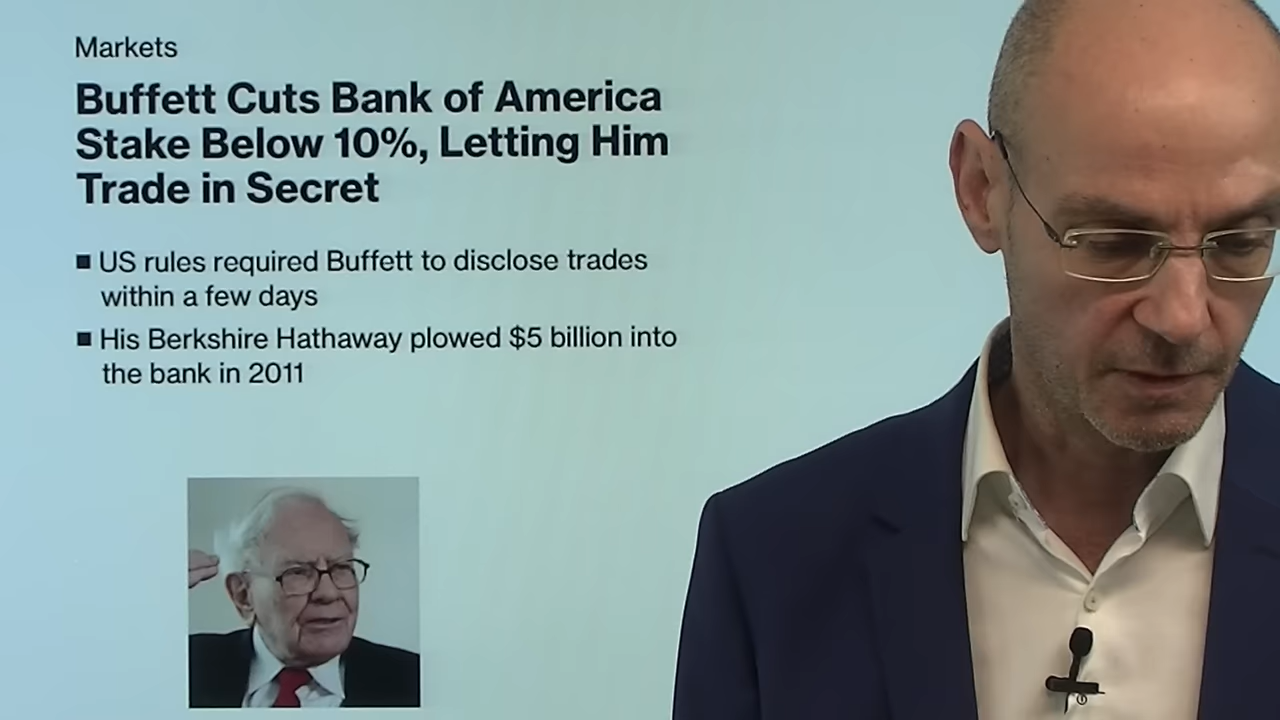 Markets
Buffett Cuts Bank of America
Stake Below 10%, Letting Him
Trade in Secret
■ US rules required Buffett to disclose trades
within a few days
■ His Berkshire Hathaway plowed $5 billion into
the bank in 2011